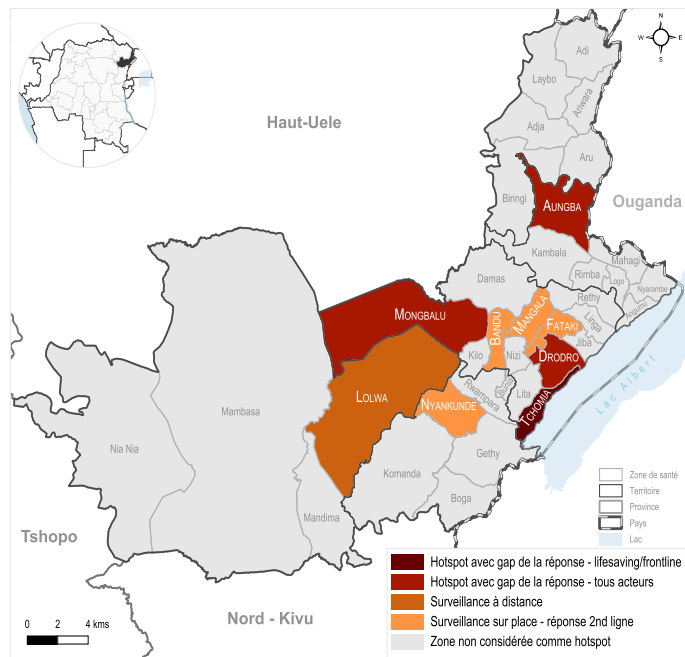 N
W E
S
Adi
Laybo
Ariwara
Adja
Haut-Uele
Aru
Biringi
AUNGBA
Ouganda
Kambala
Mahagi
Damas
Rimba
Logo
Nyarambe
Rethy
Angumu
MONGBALU
BANDU
MANGALA
FATAKI
Linga
Jiba
Kilo
Nizi
DRODRO
Lac Albert
Mambasa
LOLWA
Rwampara
Bunia
Lita
TCHOMIA
NYANKUNDE
Nia Nia
Gethy
Komanda
Boga
Mandima
Tshopo
Nord - Kivu
Zone de santé
Territoire
Province
Pays
Lac
Hotspot avec gap de la réponse - lifesaving/frontline
Hotspot avec gap de la réponse - tous acteurs
Surveillance à distance
Surveillance sur place - réponse 2nd ligne
Zone non considérée comme hotspot
0 2 4 kms